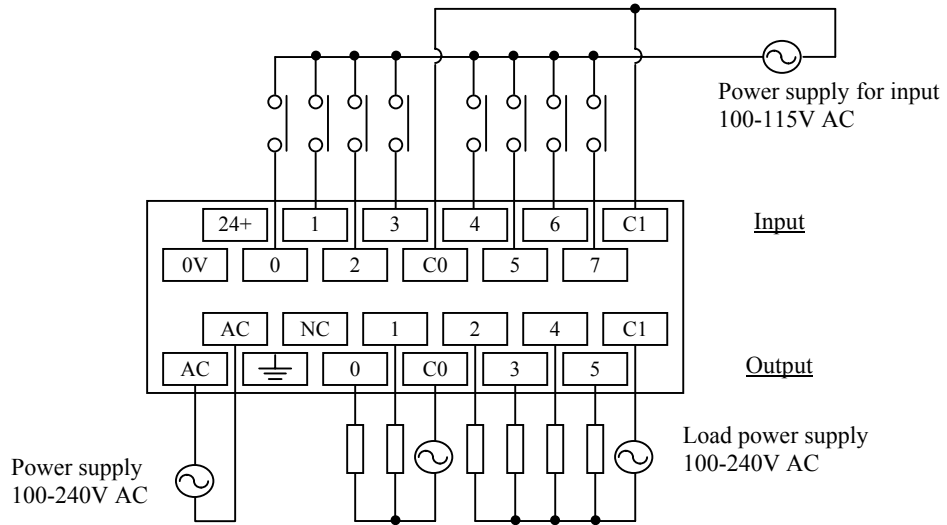 Power supply for input
100-115V AC
24+ 1 3 4 6 C1
Input
0V 0 2 C0 5 7
AC NC 1 2 4 C1
AC 0 C0 3 5
Output
Load power supply
100-240V AC
Power supply
100-240V AC